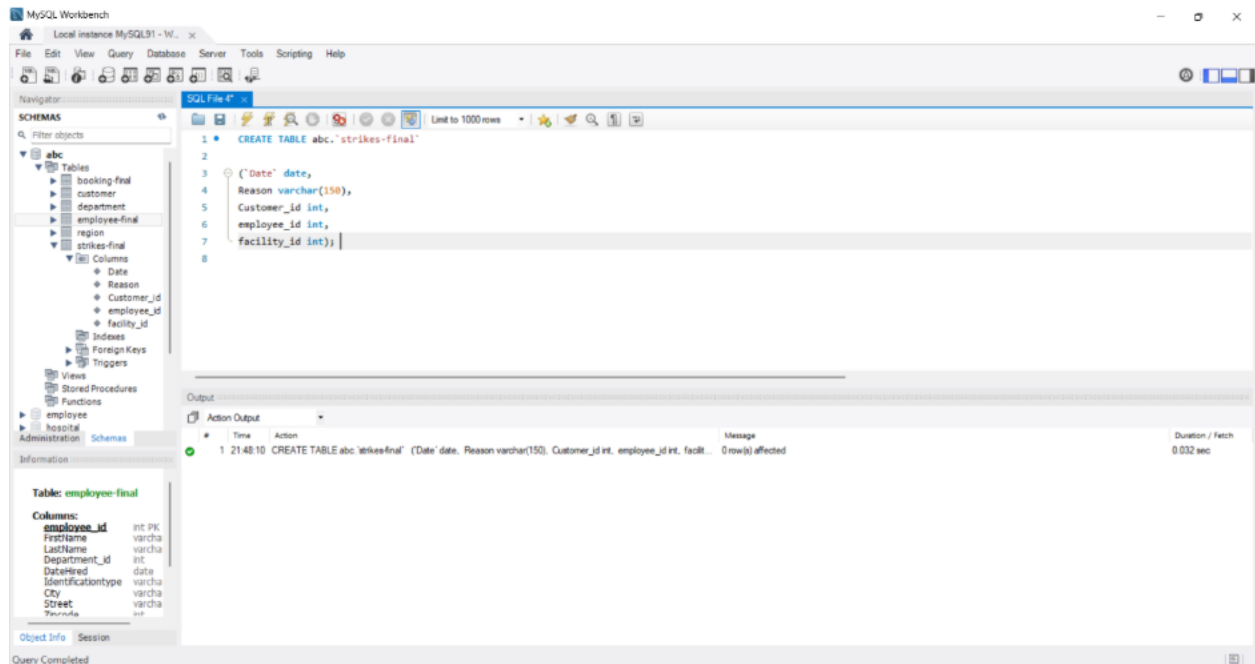 MySQL Workbench
Local instance MySQL91 - W...
File Edit View Query Database Server Tools Scripting Help
Navigator
SQL File 4*
SCHEMAS
Limit to 1000 rows
Filter objects
1 CREATE TABLE abc.`strikes-final`
2
3 (`Date` date,
4 Reason varchar(150),
5 Customer_id int,
6 employee_id int,
7 facility_id int);
8
abc
Tables
booking-final
customer
department
employee-final
region
strikes-final
Columns
Date
Reason
Customer_id
employee_id
facility_id
Indexes
Foreign Keys
Triggers
Views
Stored Procedures
Functions
employee
hospital
Administration Schemas
Output
Action Output
# Time Action Message Duration / Fetch
1 21:48:10 CREATE TABLE abc.`strikes-final` (`Date` date, Reason varchar(150), Customer_id int, employee_id int, facilit... 0 row(s) affected 0.032 sec
Information
Table: employee-final
Columns:
employee_id int PK
FirstName varcha
LastName varcha
Department_id int
DateHired date
Identificationtype varcha
City varcha
Street varcha
Zipcode int
Object Info Session
Query Completed